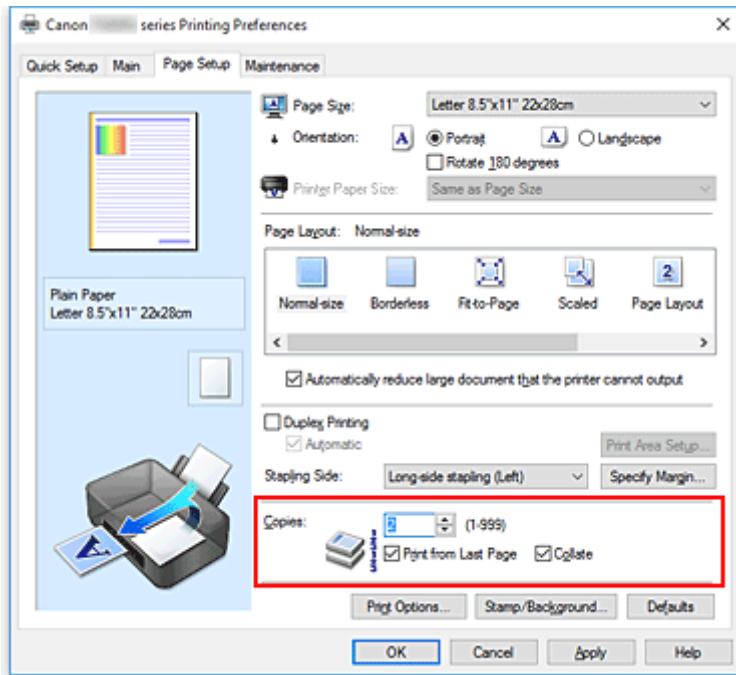 Canon series Printing Preferences
Quick Setup Main Page Setup Maintenance
Page Size: Letter 8.5"x11" 22x28cm
Orientation: A Portrait A Landscape
Rotate 180 degrees
Printer Paper Size: Same as Page Size
Page Layout: Normal-size
2
Normal-size Borderless Fit-to-Page Scaled Page Layout
Plain Paper
Letter 8.5"x11" 22x28cm
Automatically reduce large document that the printer cannot output
Duplex Printing
Automatic Print Area Setup...
Stapling Side: Long-side stapling (Left) Specify Margin...
Copies: 2 (1-999)
Print from Last Page Collate
A
Print Options... Stamp/Background... Defaults
OK Cancel Apply Help